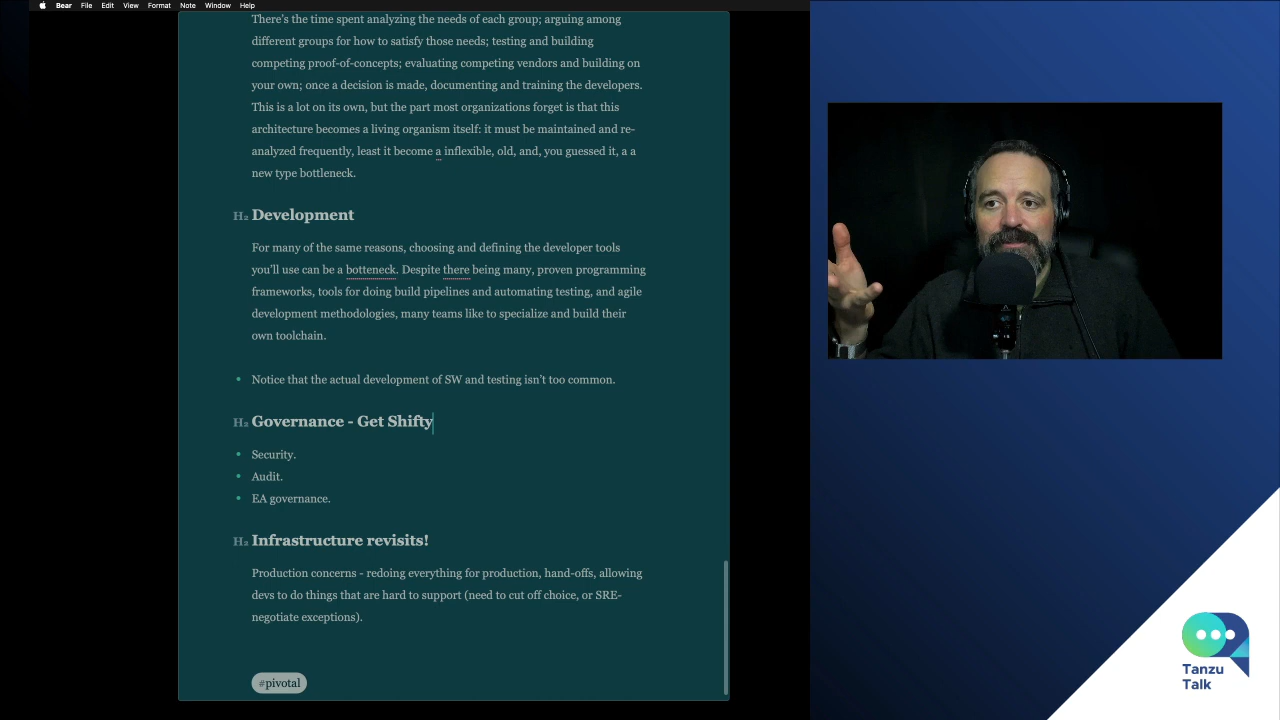 Bear File Edit View Format Note Window Help
There's the time spent analyzing the needs of each group; arguing among
different groups for how to satisfy those needs; testing and building
competing proof-of-concepts; evaluating competing vendors and building on
your own; once a decision is made, documenting and training the developers.
This is a lot on its own, but the part most organizations forget is that this
architecture becomes a living organism itself: it must be maintained and re-
analyzed frequently, least it become a inflexible, old, and, you guessed it, a a
new type bottleneck.
H2 Development
For many of the same reasons, choosing and defining the developer tools
you'll use can be a botteneck. Despite there being many, proven programming
frameworks, tools for doing build pipelines and automating testing, and agile
development methodologies, many teams like to specialize and build their
own toolchain.
• Notice that the actual development of SW and testing isn't too common.
H2 Governance - Get Shifty
• Security.
• Audit.
• EA governance.
H2 Infrastructure revisits!
Production concerns - redoing everything for production, hand-offs, allowing
devs to do things that are hard to support (need to cut off choice, or SRE-
negotiate exceptions).
#pivotal
Tanzu
Talk